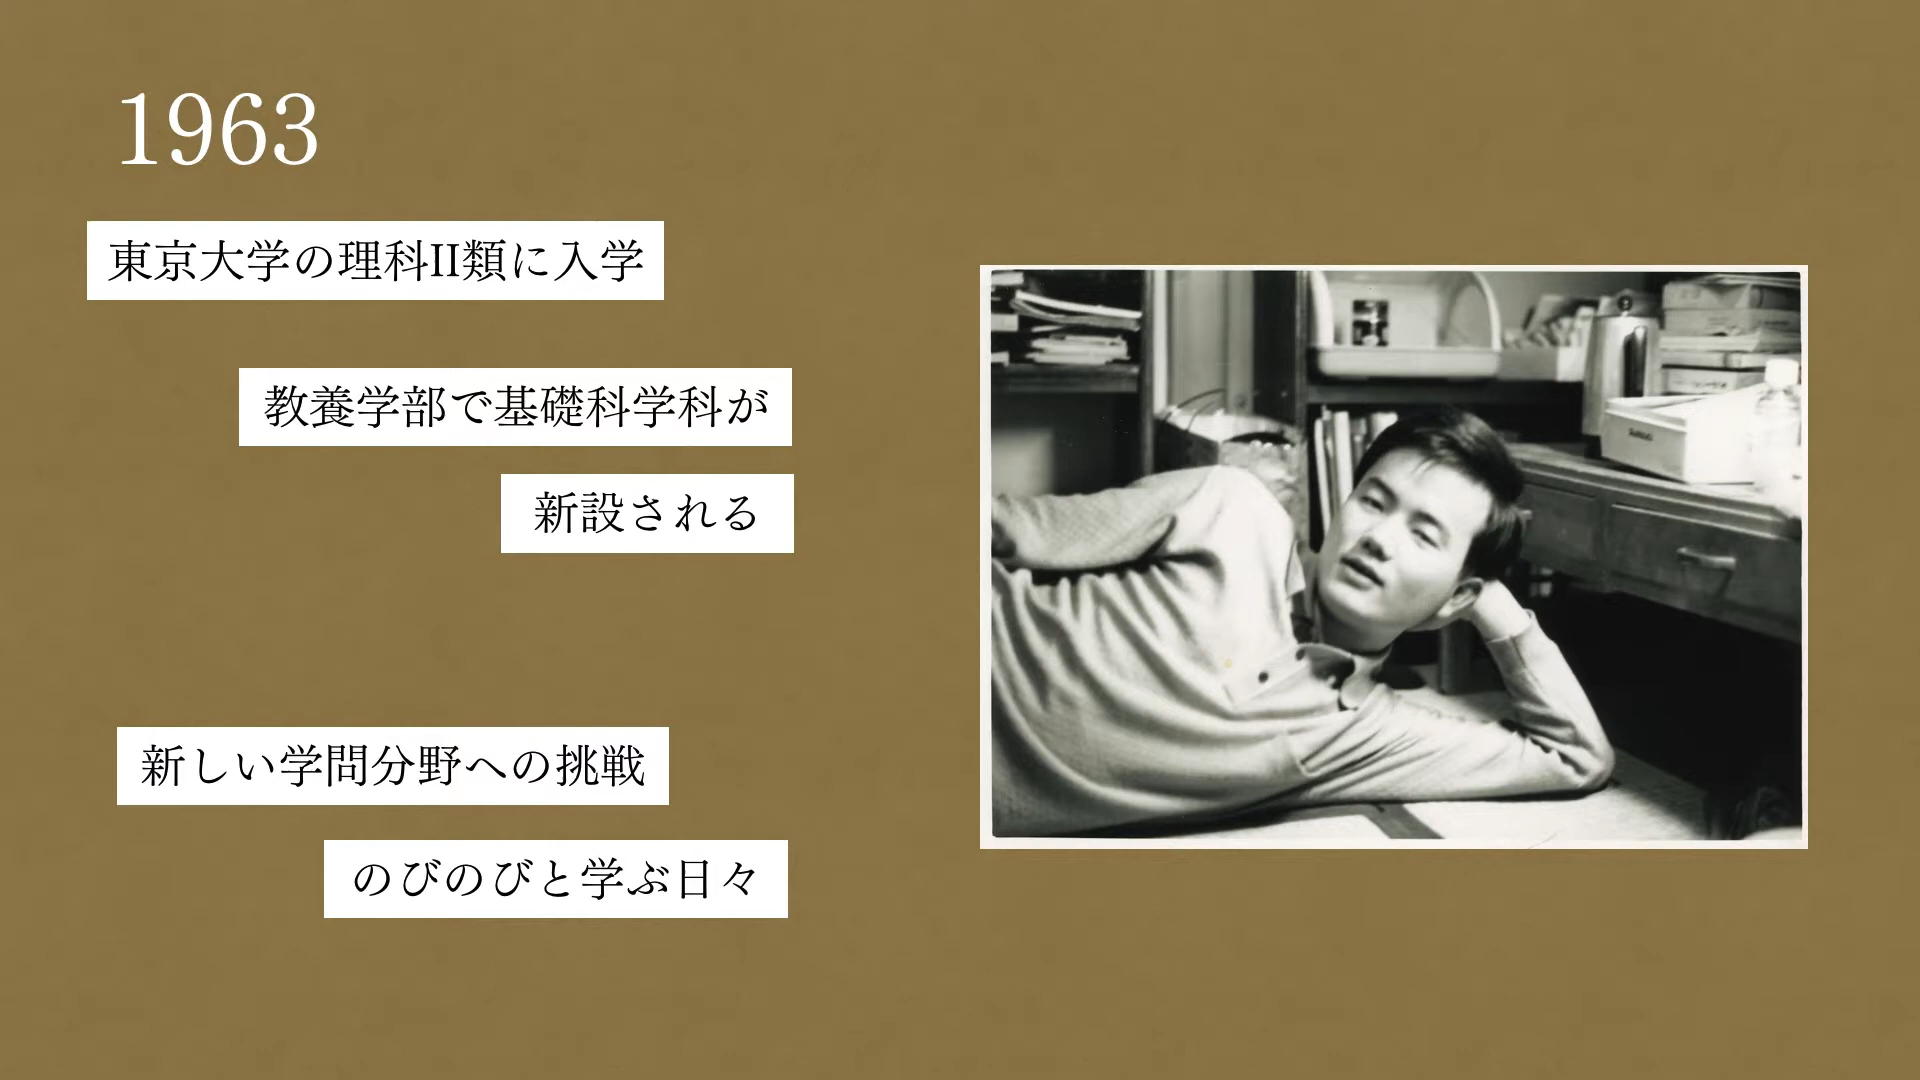 1963
東京大学の理科II類に入学
教養学部で基礎科学科が
新設される
新しい学問分野への挑戦
のびのびと学ぶ日々